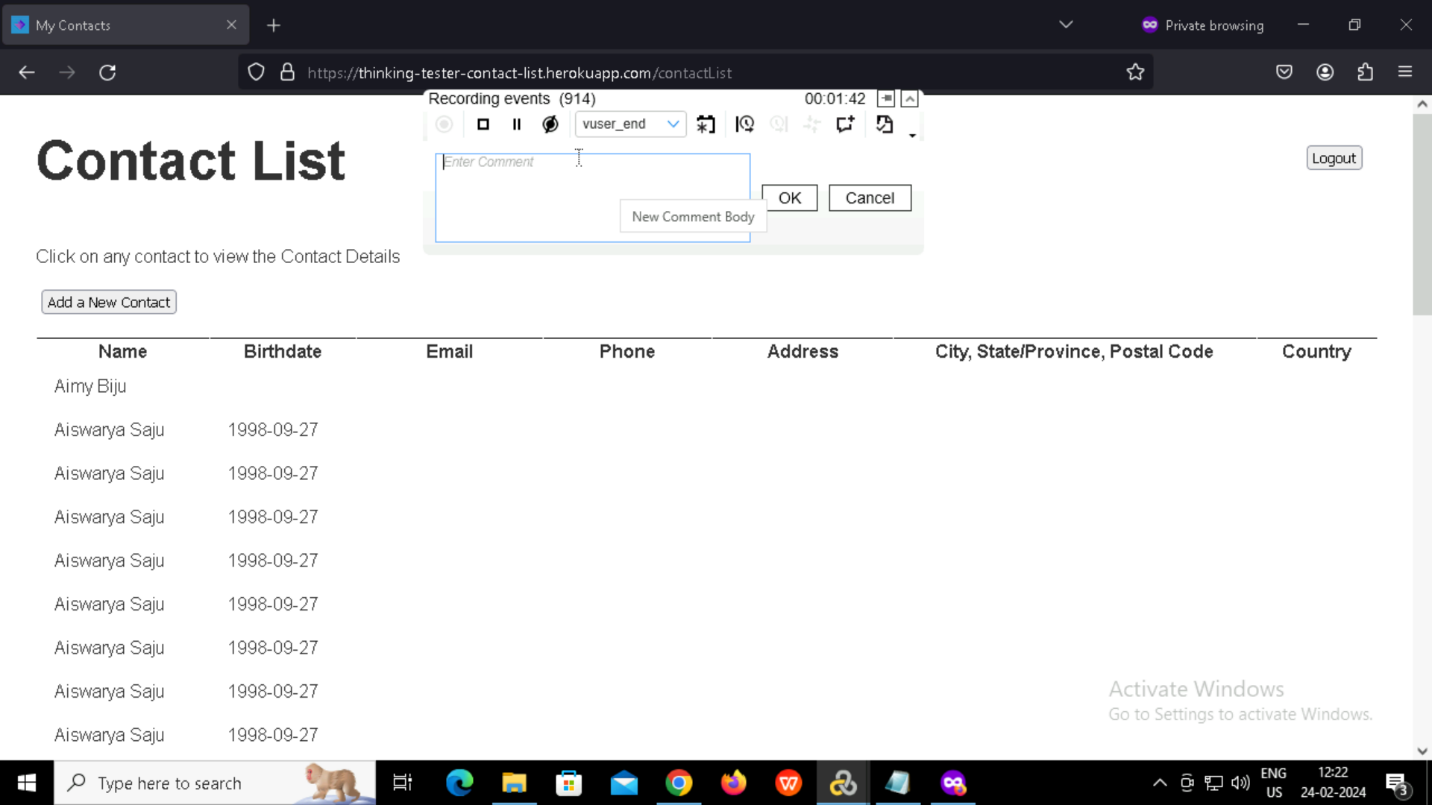 My Contacts
Private browsing
https://thinking-tester-contact-list.herokuapp.com/contactList
Recording events (914)
00:01:42
vuser_end
Enter Comment
OK
Cancel
New Comment Body
Contact List
Logout
Click on any contact to view the Contact Details
Add a New Contact
Name Birthdate Email Phone Address City, State/Province, Postal Code Country
Aimy Biju
Aiswarya Saju 1998-09-27
Aiswarya Saju 1998-09-27
Aiswarya Saju 1998-09-27
Aiswarya Saju 1998-09-27
Aiswarya Saju 1998-09-27
Aiswarya Saju 1998-09-27
Aiswarya Saju 1998-09-27
Aiswarya Saju 1998-09-27
Activate Windows
Go to Settings to activate Windows.
Type here to search
ENG
US
12:22
24-02-2024
3